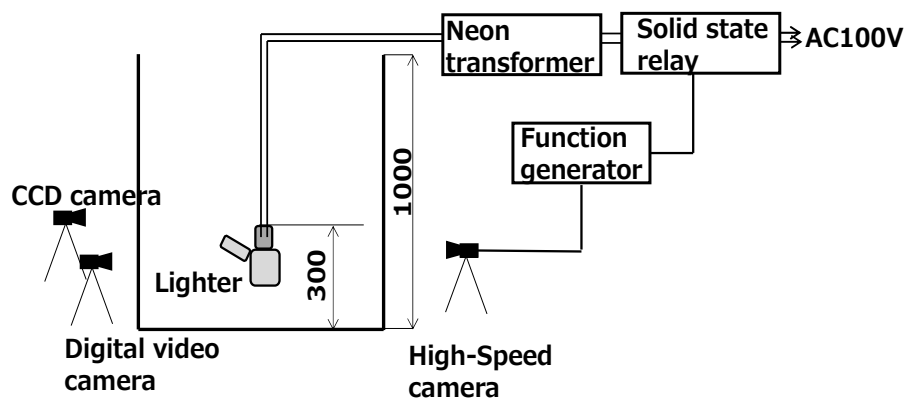 Neon
transformer
Solid state
relay
AC100V
Function
generator
1000
CCD camera
300
Lighter
Digital video
camera
High-Speed
camera